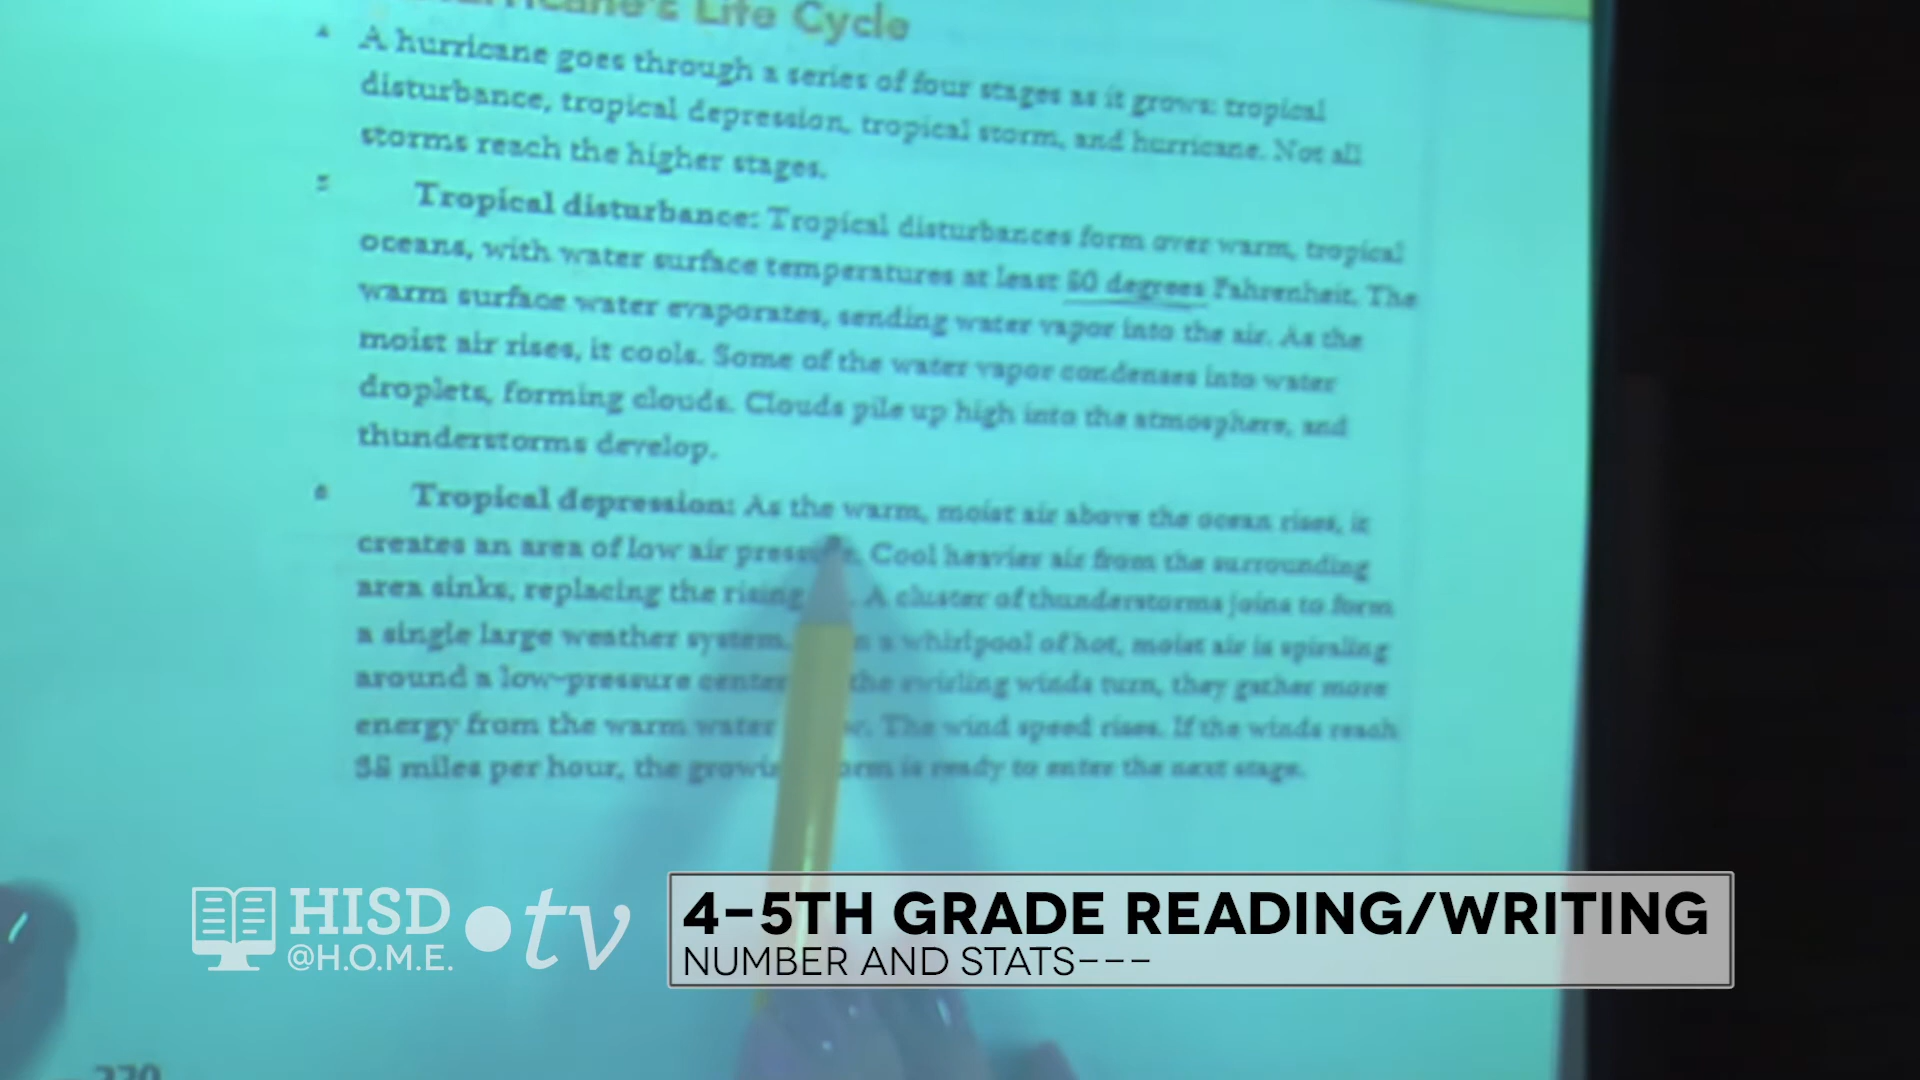 Life Cycle
4 A hurricane goes through a series of four stages as it grows: tropical
disturbance, tropical depression, tropical storm, and hurricane. Not all
storms reach the higher stages.
5 Tropical disturbance: Tropical disturbances form over warm, tropical
oceans, with water surface temperatures at least 80 degrees Fahrenheit. The
warm surface water evaporates, sending water vapor into the air. As the
moist air rises, it cools. Some of the water vapor condenses into water
droplets, forming clouds. Clouds pile up high into the atmosphere, and
thunderstorms develop.
6 Tropical depression: As the warm, moist air above the ocean rises, it
creates an area of low air pressure. Cool heavier air from the surrounding
area sinks, replacing the rising A cluster of thunderstorms joins to form
a single large weather system. a whirlpool of hot, moist air is spiraling
around a low-pressure center the swirling winds turn, they gather more
energy from the warm water The wind speed rises. If the winds reach
38 miles per hour, the ready to enter the next stage.
HISD
@H.O.M.E.
•tv
4-5TH GRADE READING/WRITING
NUMBER AND STATS---